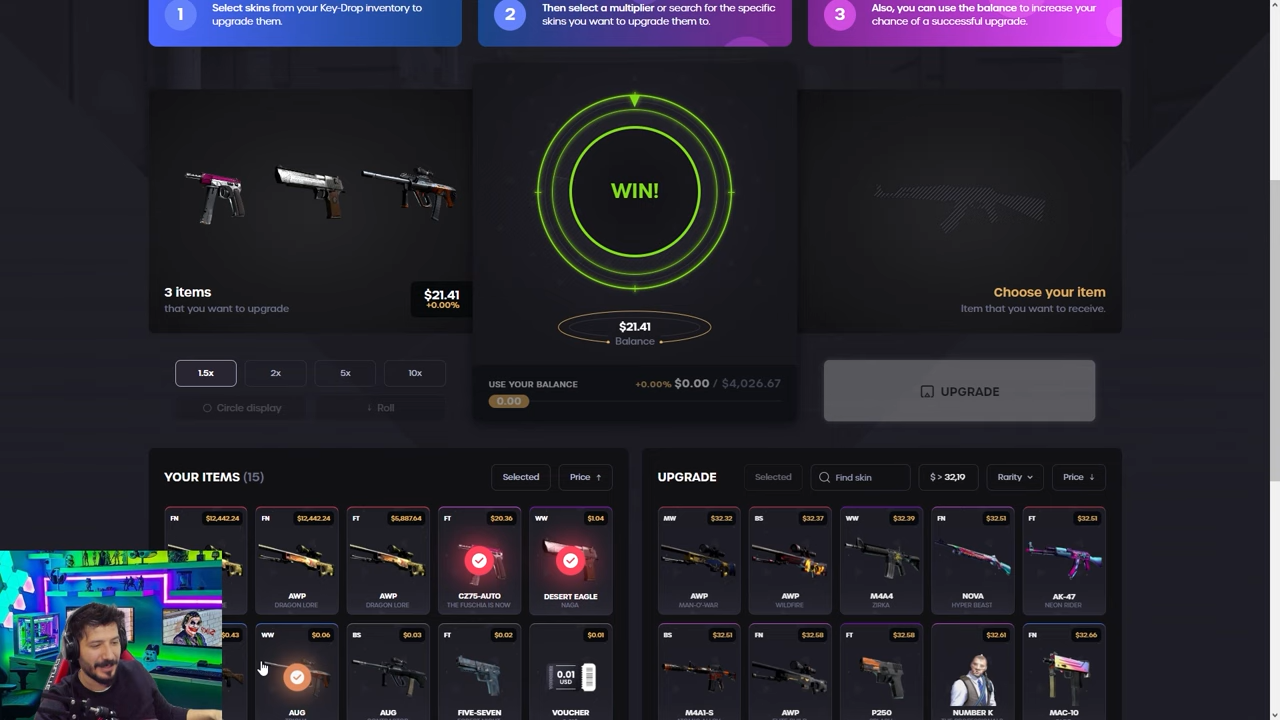 1
Select skins from your Key-Drop inventory to
upgrade them.
2
Then select a multiplier or search for the specific
skins you want to upgrade them to.
3
Also, you can use the balance to increase your
chance of a successful upgrade.
WIN!
3 items
that you want to upgrade
$21.41
+0.00%
Choose your item
Item that you want to receive.
$21.41
Balance
1.5x
2x
5x
10x
Circle display
↓ Roll
USE YOUR BALANCE
+0.00% $0.00 / $4,026.67
0.00
UPGRADE
YOUR ITEMS (15)
Selected
Price ↑
FN $12,442.24
FN $12,442.24
FT $5,887.64
FT $20.36
WW $1.04
AWP
DRAGON LORE
AWP
DRAGON LORE
CZ75-AUTO
THE FUSCHIA IS NOW
DESERT EAGLE
NAGA
$0.43
WW $0.06
BS $0.03
FT $0.02
$0.01
0.01
USD
AUG
AUG
FIVE-SEVEN
VOUCHER
UPGRADE
Selected
Find skin
$ > 32,19
Rarity
Price ↓
MW $32.32
BS $32.37
WW $32.39
FN $32.51
FT $32.51
AWP
MAN-O'-WAR
AWP
WILDFIRE
M4A4
ZIRKA
NOVA
HYPER BEAST
AK-47
NEON RIDER
BS $32.51
FN $32.58
FT $32.58
$32.61
FN $32.66
M4A1-S
AWP
P250
NUMBER K
MAC-10